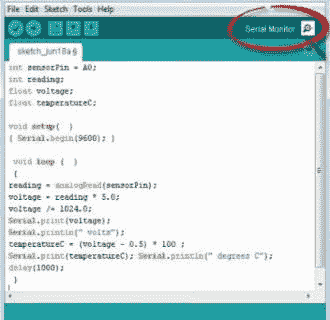 File Edit Sketch Tools Help
Serial Monitor
sketch_jun18a §
int sensorPin = A0;
int reading;
float voltage;
float temperatureC;
void setup( )
{ Serial.begin(9600); }
void loop ( )
{
reading = analogRead(sensorPin);
voltage = reading * 5.0;
voltage /= 1024.0;
Serial.print(voltage);
Serial.println(" volts");
temperatureC = (voltage - 0.5) * 100 ;
Serial.print(temperatureC); Serial.println(" degrees C");
delay(1000);
}